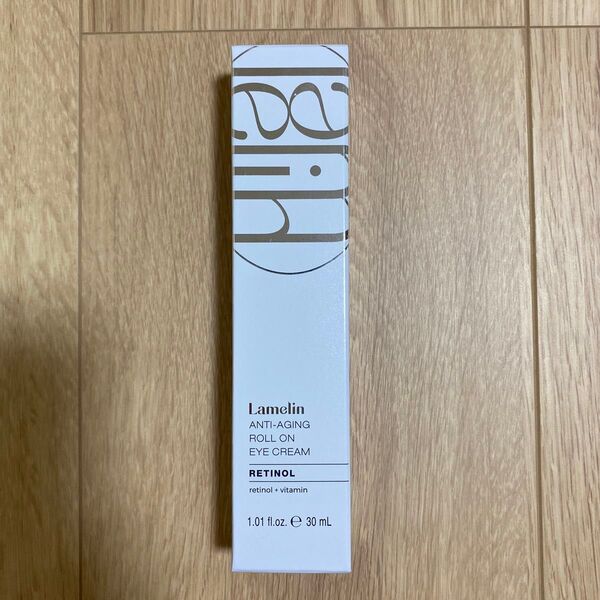 Lamelin
ANTI-AGING
ROLL ON
EYE CREAM
RETINOL
retinol + vitamin
1.01 fl.oz. ℮ 30 mL